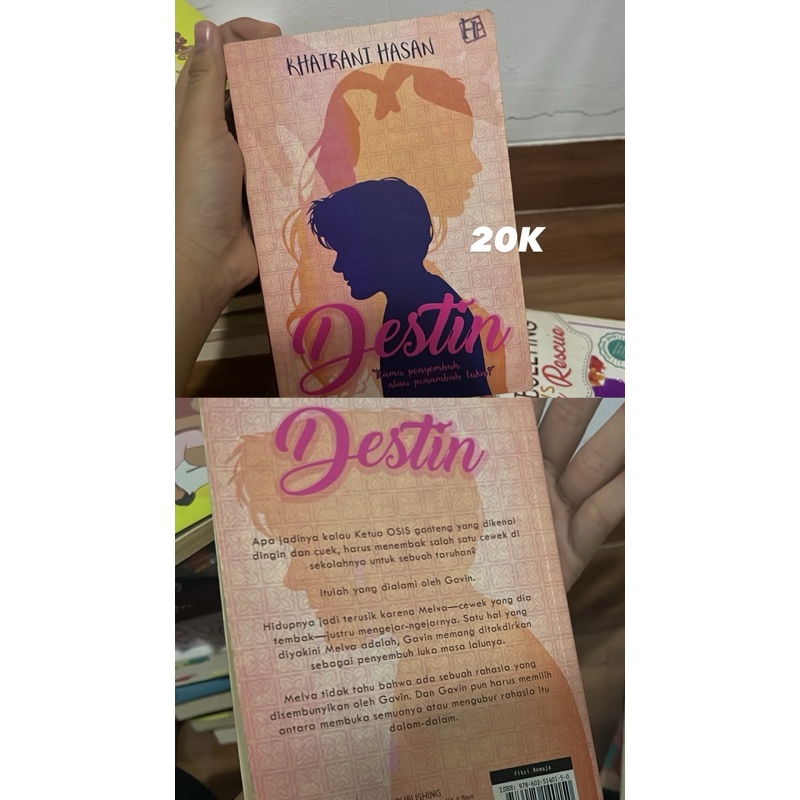 KHAIRANI HASAN
H
20K
Destin
penyembuh
atau penambah luka?
Rescue
Destin
Apa jadinya kalau Ketua OSIS ganteng yang dikenal
dingin dan cuek, harus menembak salah satu cewek di
sekolahnya untuk sebuah taruhan?
Itulah yang dialami oleh Gavin.
Hidupnya jadi terusik karena Melva—cewek yang dia
tembak—justru mengejar-ngejarnya. Satu hal yang
diyakini Melva adalah, Gavin memang ditakdirkan
sebagai penyembuh luka masa lalunya.
Melva tidak tahu bahwa ada sebuah rahasia yang
disembunyikan oleh Gavin. Dan Gavin pun harus memilih
antara membuka semuanya atau mengubur rahasia itu
dalam-dalam.
Fiksi Remaja
PUBLISHING